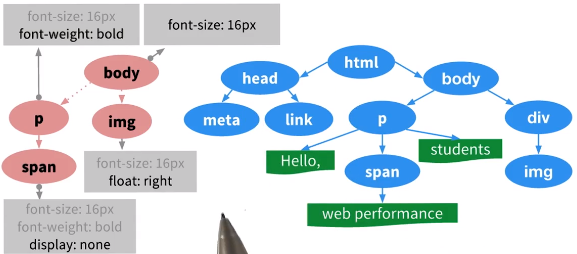 font-size: 16px
font-weight: bold
font-size: 16px
body
p
img
span
font-size: 16px
float: right
font-size: 16px
font-weight: bold
display: none
html
head
body
meta
link
p
div
Hello,
students
span
img
web performance